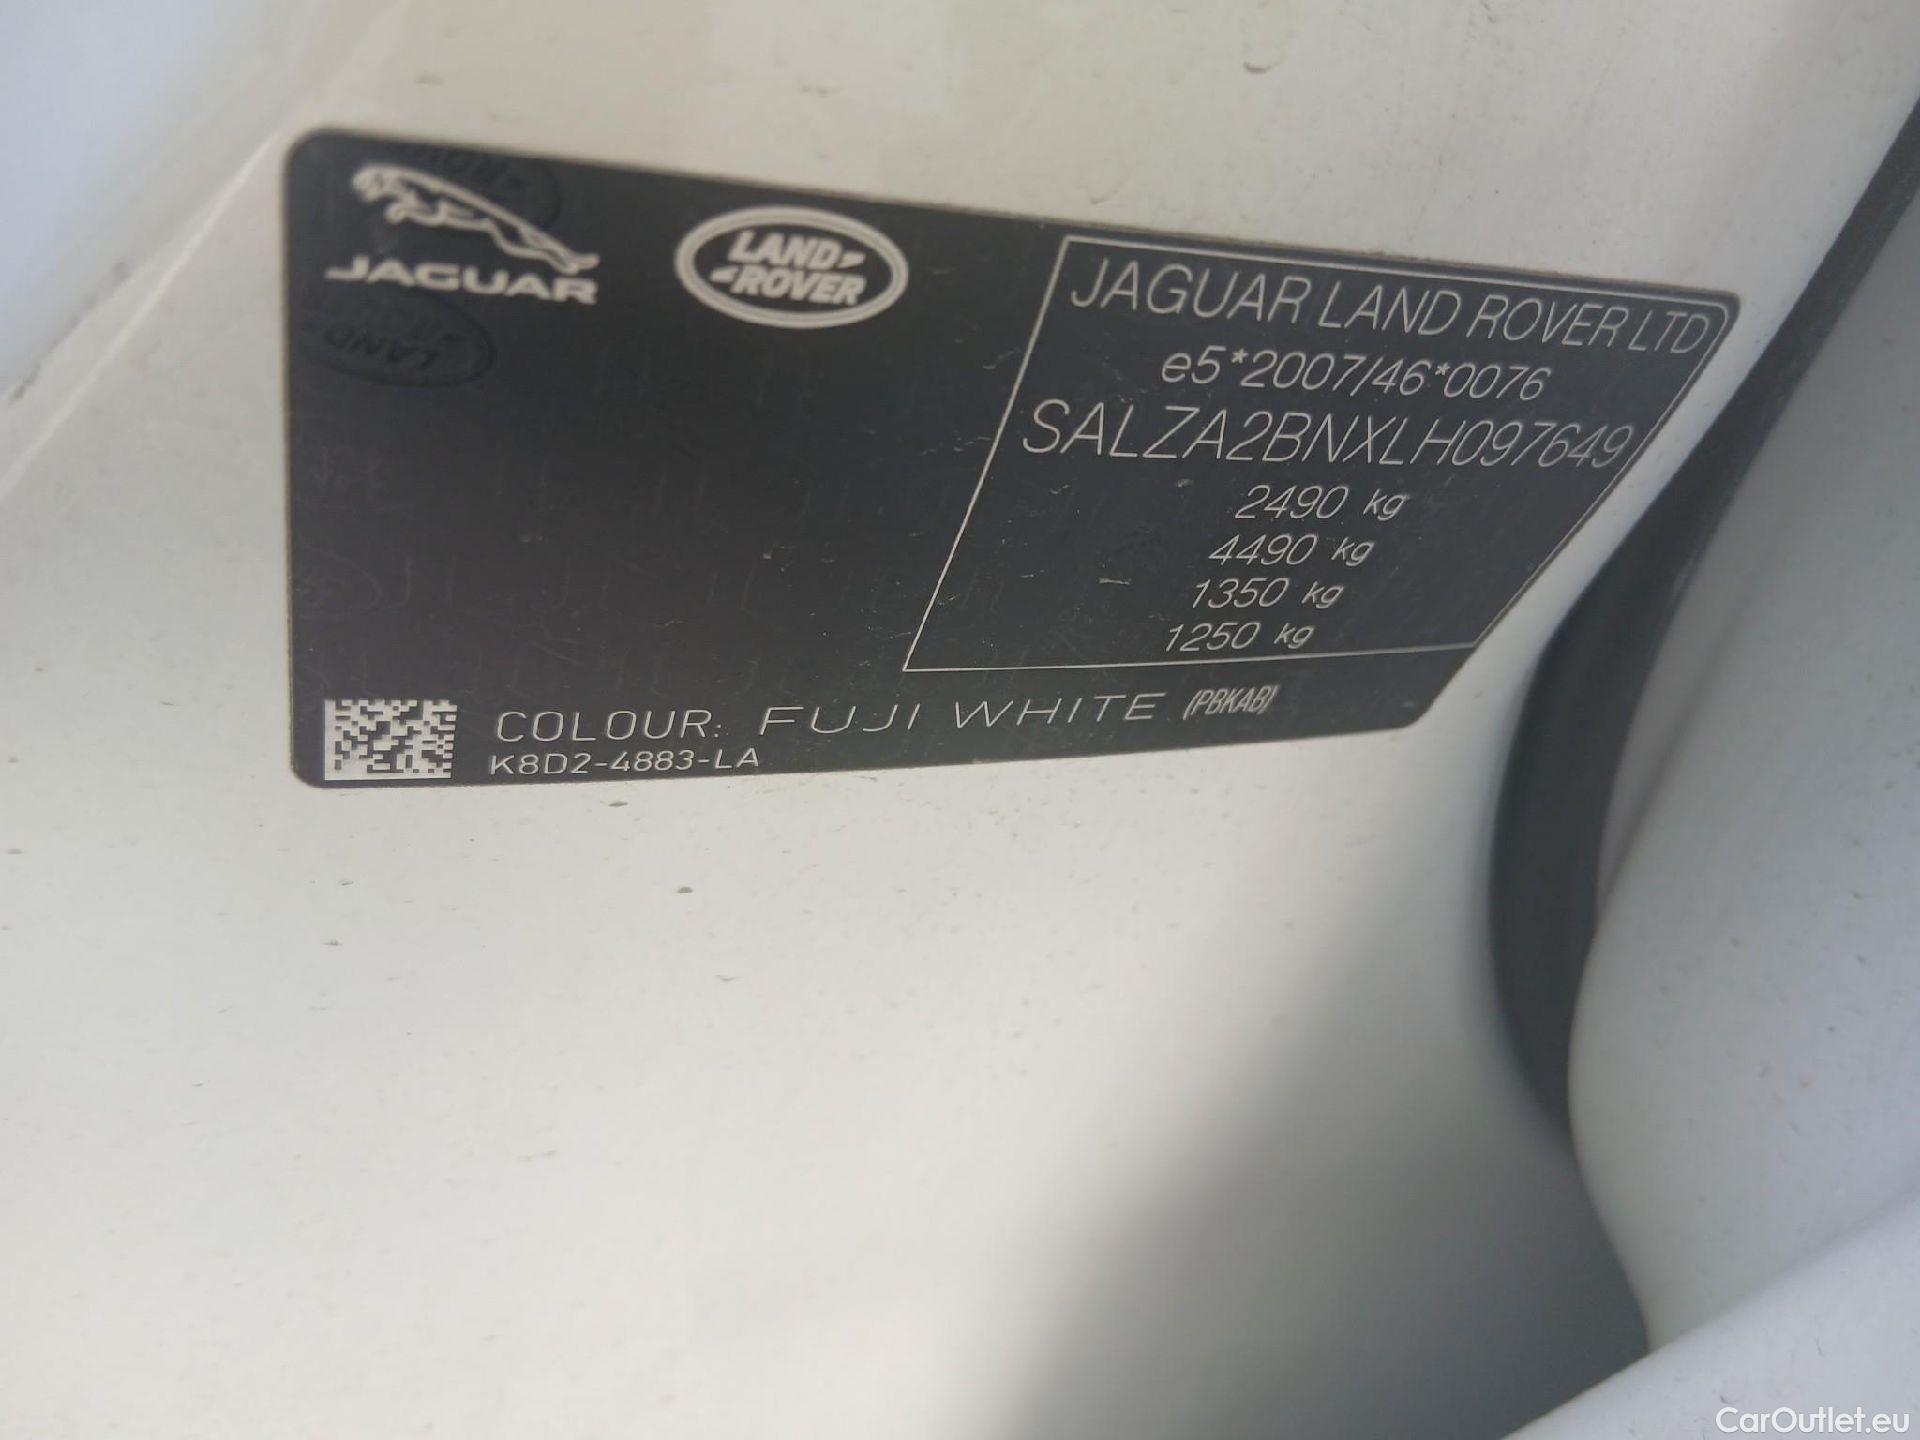 JAGUAR
LAND
ROVER
JAGUAR LAND ROVER LTD
e5*2007/46*0076
SALZA2BNXLH097649
2490 kg
4490 kg
1350 kg
1250 kg
COLOUR: FUJI WHITE (PBKAB)
K8D2-4883-LA
LAND
CarOutlet.eu